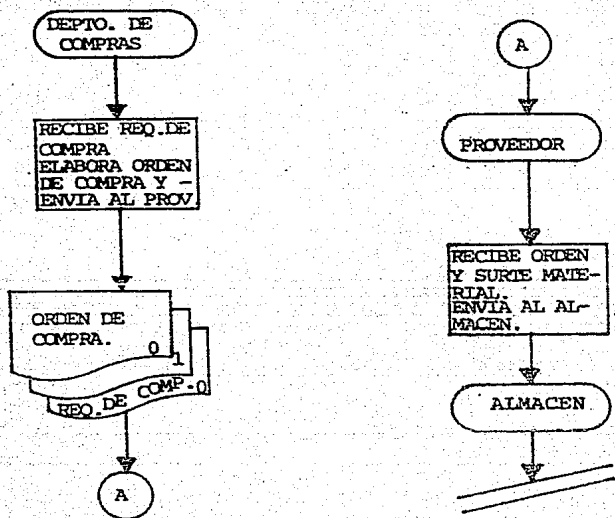 DEPTO. DE
COMPRAS
RECIBE REQ.DE
COMPRA
ELABORA ORDEN
DE COMPRA Y -
ENVIA AL PROV
ORDEN DE
COMPRA.
0
1
REQ.DE COMP.0
A
A
PROVEEDOR
RECIBE ORDEN
Y SURTE MATE-
RIAL.
ENVIA AL AL-
MACEN.
ALMACEN